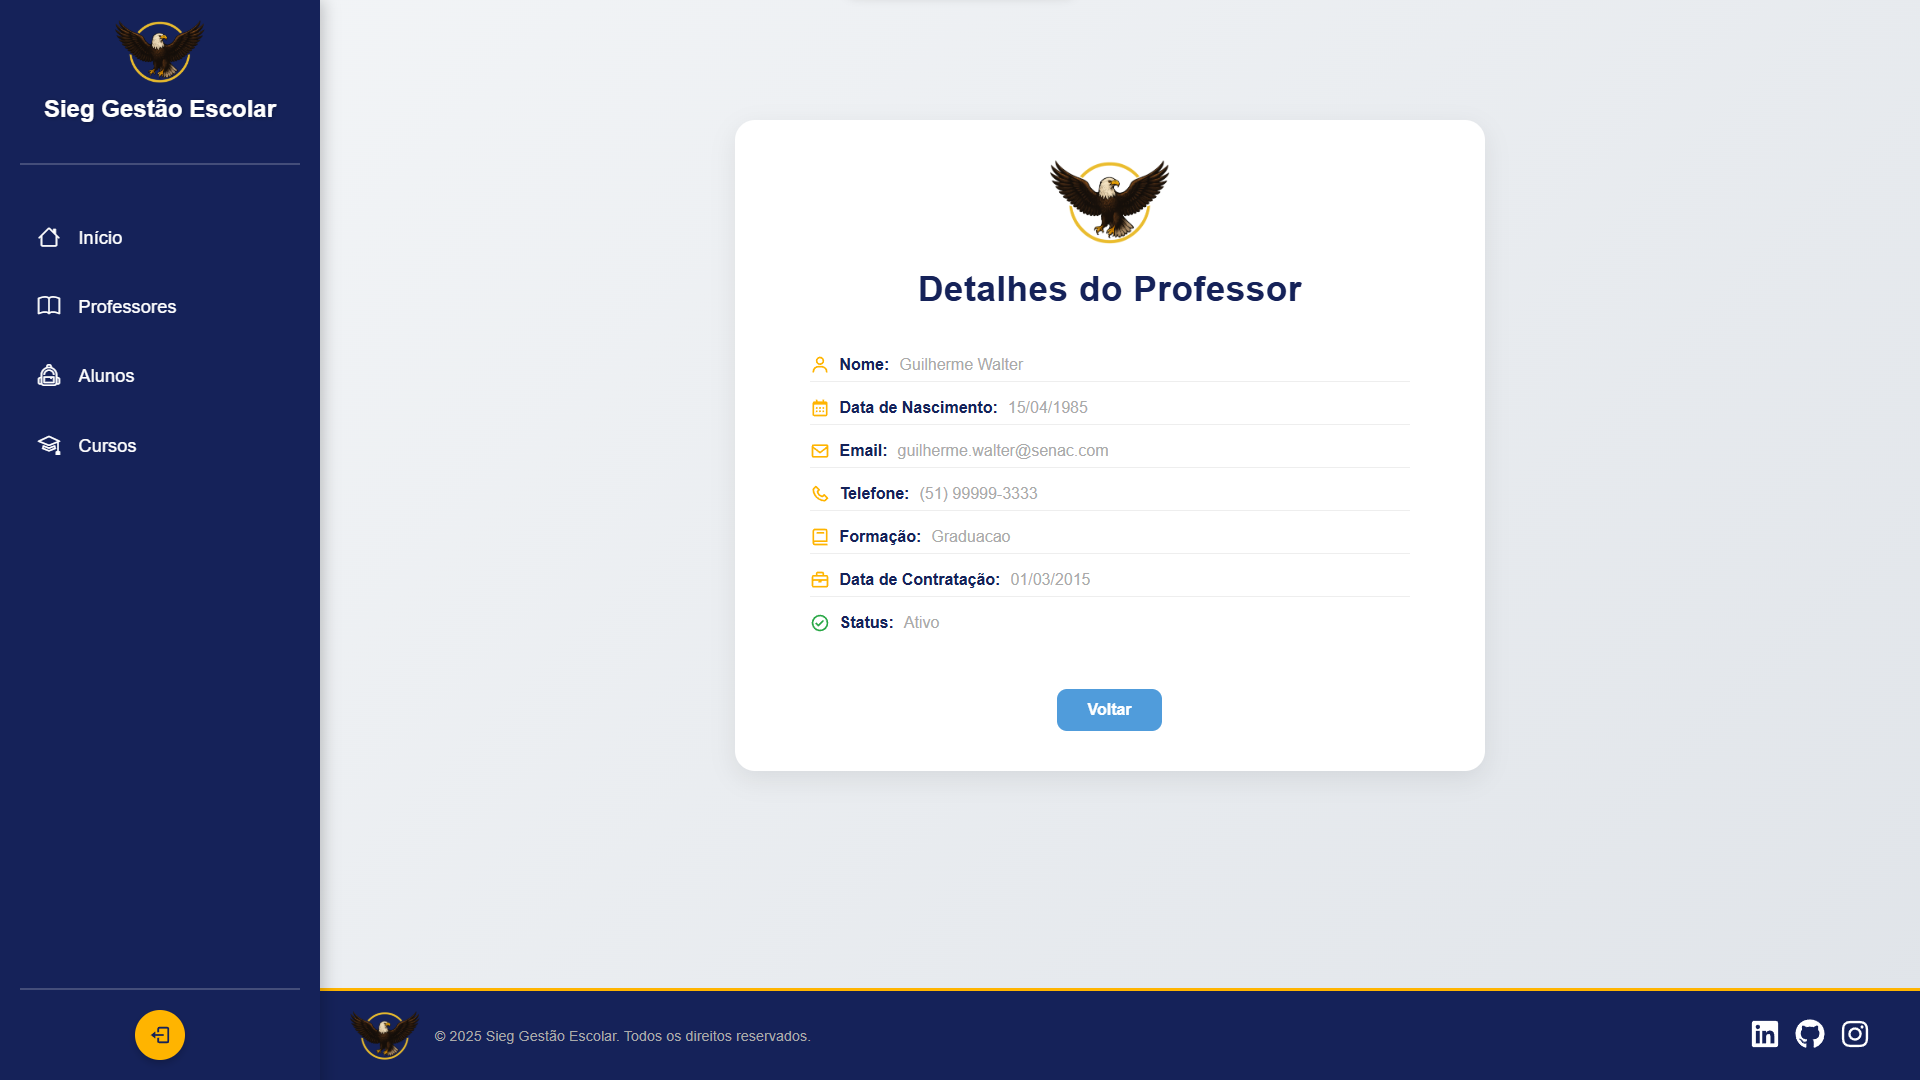 Sieg Gestão Escolar
Início
Professores
Alunos
Cursos
Detalhes do Professor
Nome: Guilherme Walter
Data de Nascimento: 15/04/1985
Email: guilherme.walter@senac.com
Telefone: (51) 99999-3333
Formação: Graduacao
Data de Contratação: 01/03/2015
Status: Ativo
Voltar
© 2025 Sieg Gestão Escolar. Todos os direitos reservados.